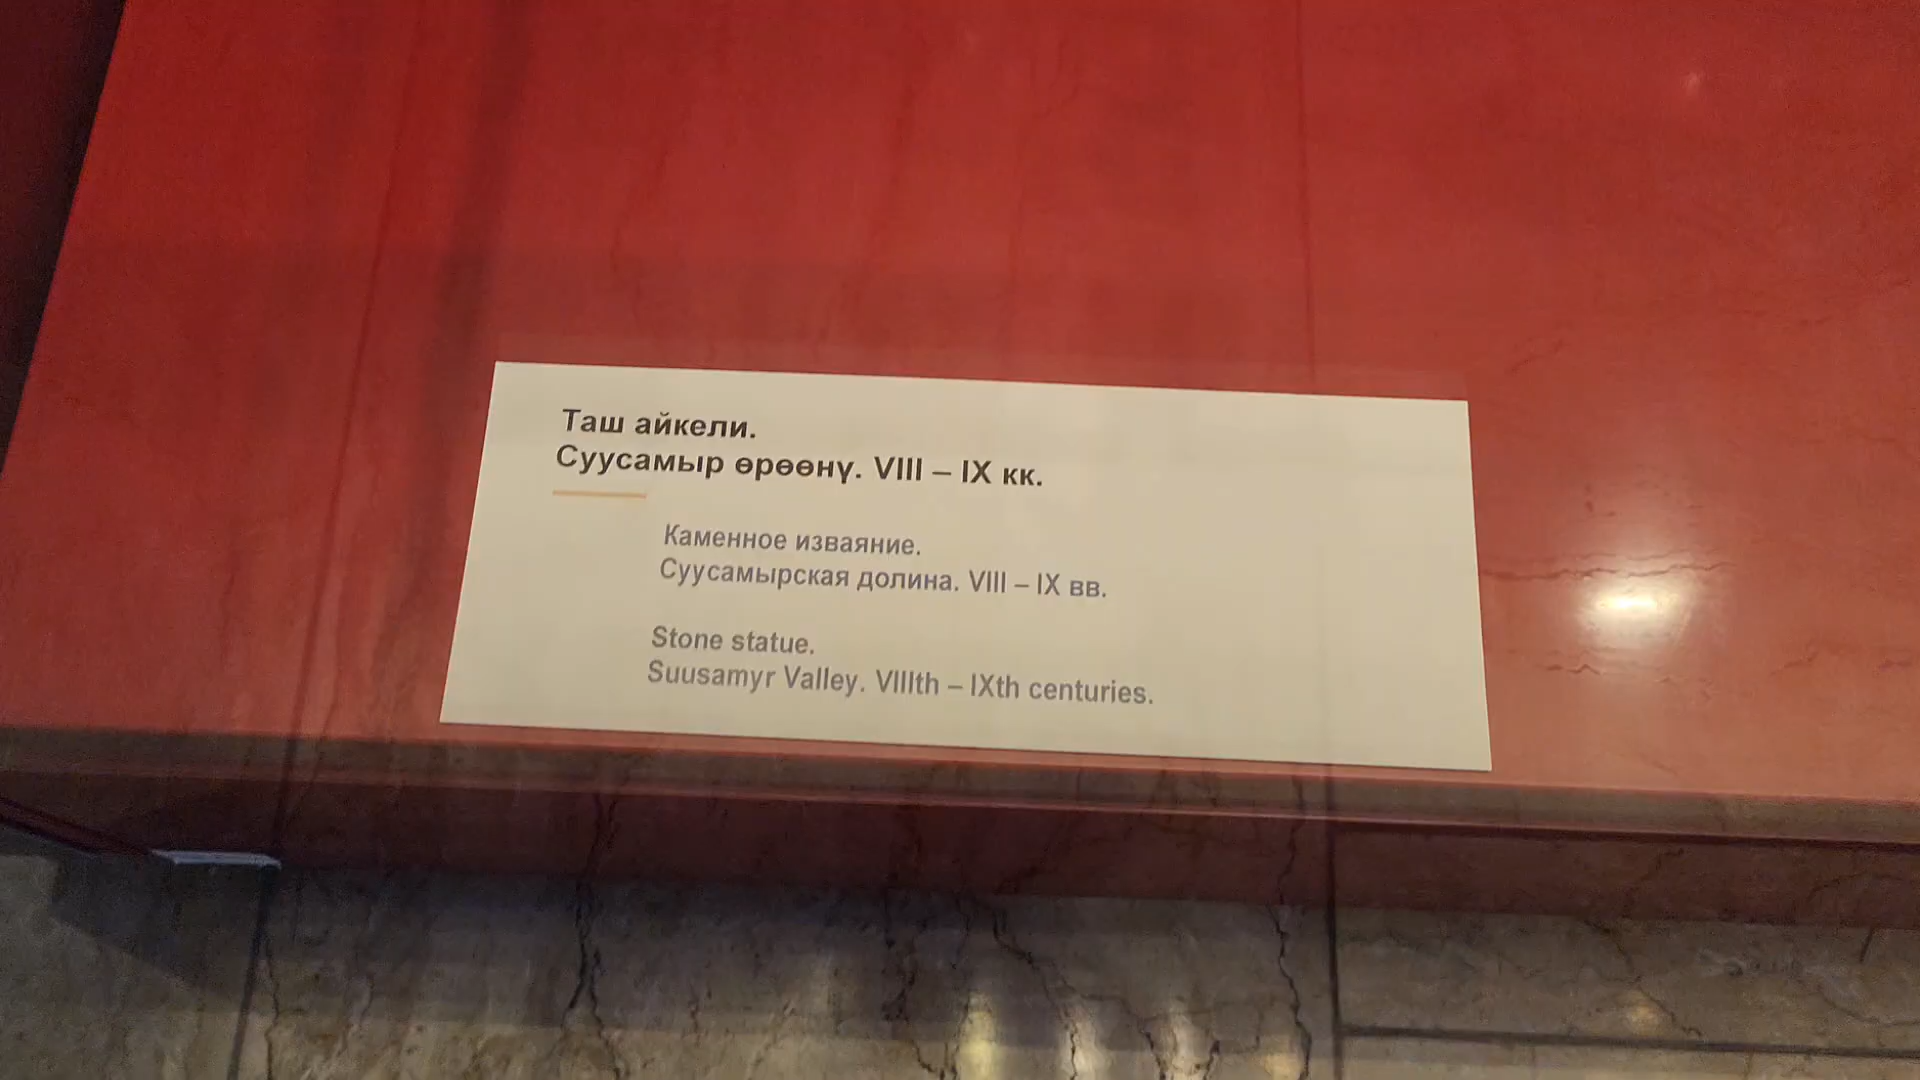 Таш айкели.
Суусамыр өрөөнү. VIII – IX кк.
Каменное изваяние.
Суусамырская долина. VIII – IX вв.
Stone statue.
Suusamyr Valley. VIIIth – IXth centuries.